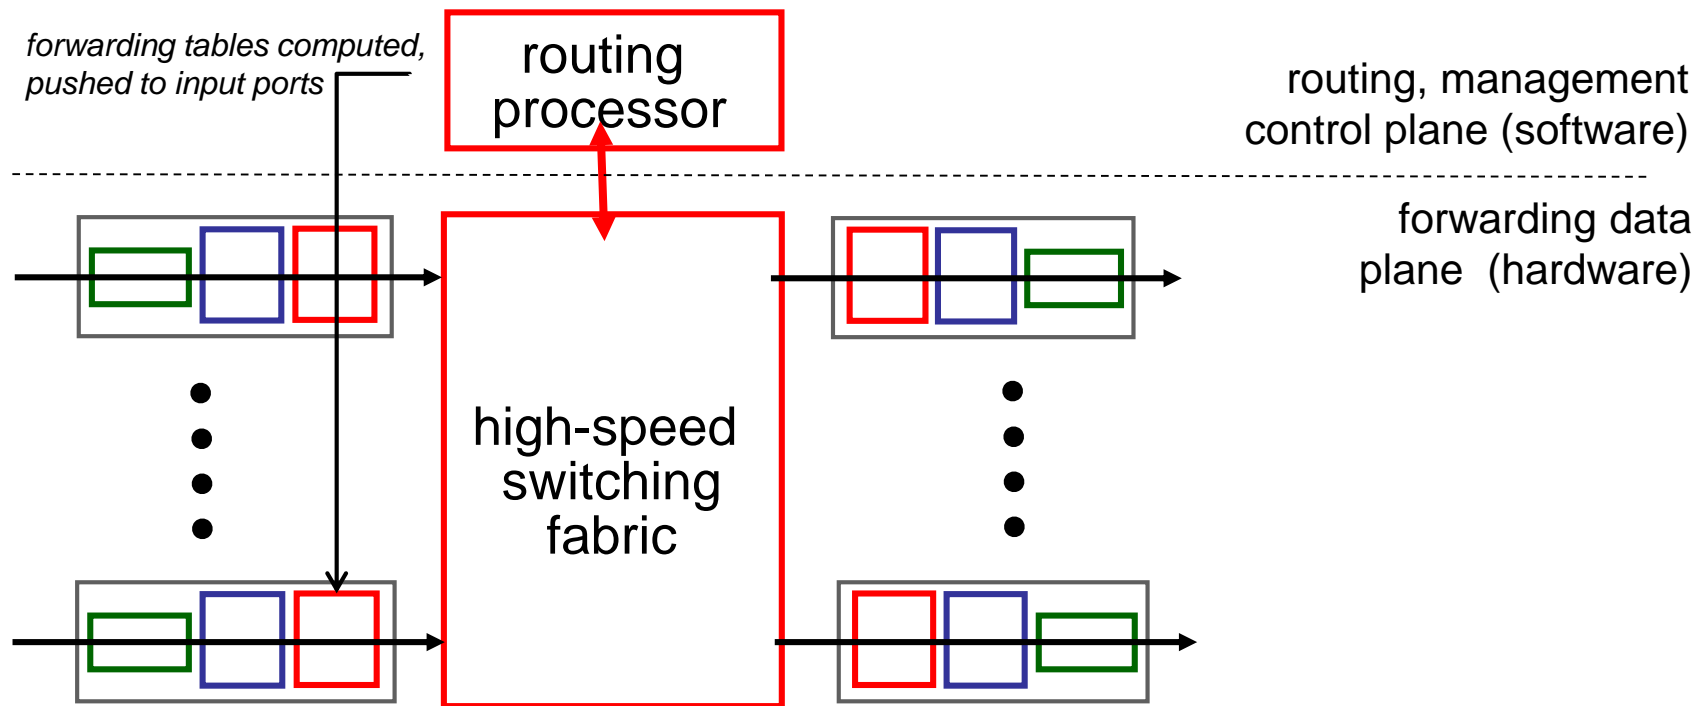 forwarding tables computed,
pushed to input ports
routing
processor
routing, management
control plane (software)
forwarding data
plane (hardware)
high-speed
switching
fabric